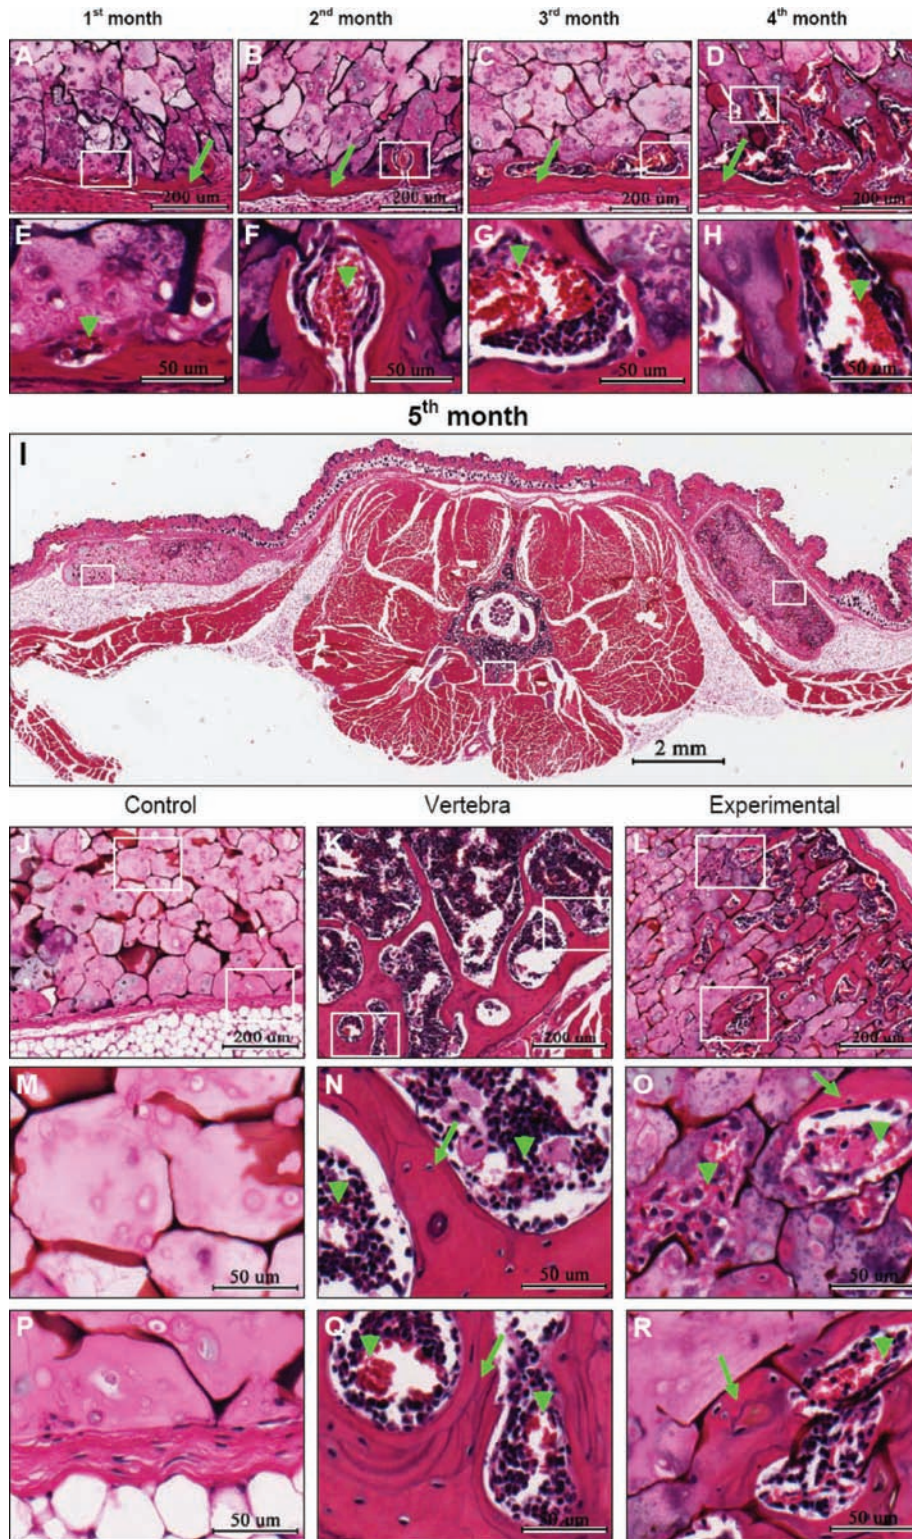 1st month 2nd month 3rd month 4th month
A B C D
200 um 200 um 200 um 200 um
E F G H
50 um 50 um 50 um 50 um
5th month
I
2 mm
Control Vertebra Experimental
J K L
200 um 200 um 200 um
M N O
50 um 50 um 50 um
P Q R
50 um 50 um 50 um